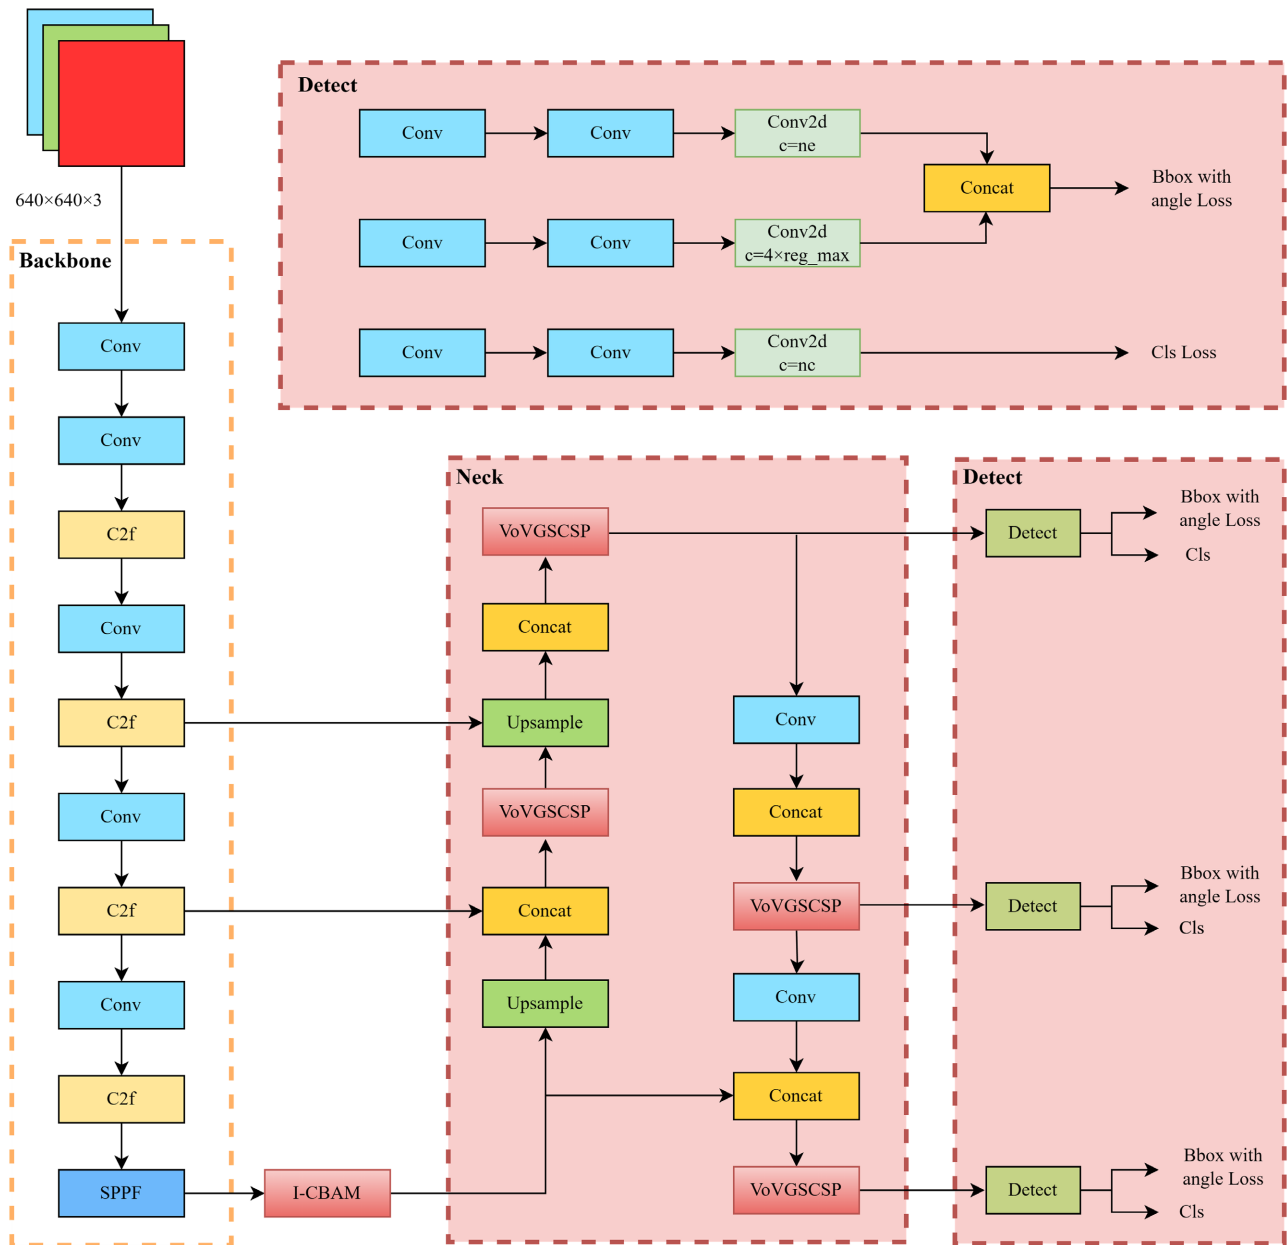 640×640×3
Backbone
Conv
Conv
C2f
Conv
C2f
Conv
C2f
Conv
C2f
SPPF
I-CBAM
Detect
Conv
Conv
Conv2d
c=ne
Concat
Bbox with
angle Loss
Conv
Conv
Conv2d
c=4×reg_max
Conv
Conv
Conv2d
c=nc
Cls Loss
Neck
VoVGSCSP
Concat
Upsample
VoVGSCSP
Concat
Upsample
Conv
Concat
VoVGSCSP
Conv
Concat
VoVGSCSP
Detect
Detect
Bbox with
angle Loss
Cls
Detect
Bbox with
angle Loss
Cls
Detect
Bbox with
angle Loss
Cls